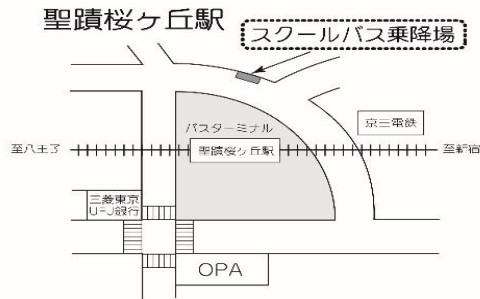 聖蹟桜ヶ丘駅
スクールバス乗降場
バスターミナル
京三電鉄
至八王子
聖蹟桜ヶ丘駅
至新宿
三菱東京
UFJ銀行
OPA